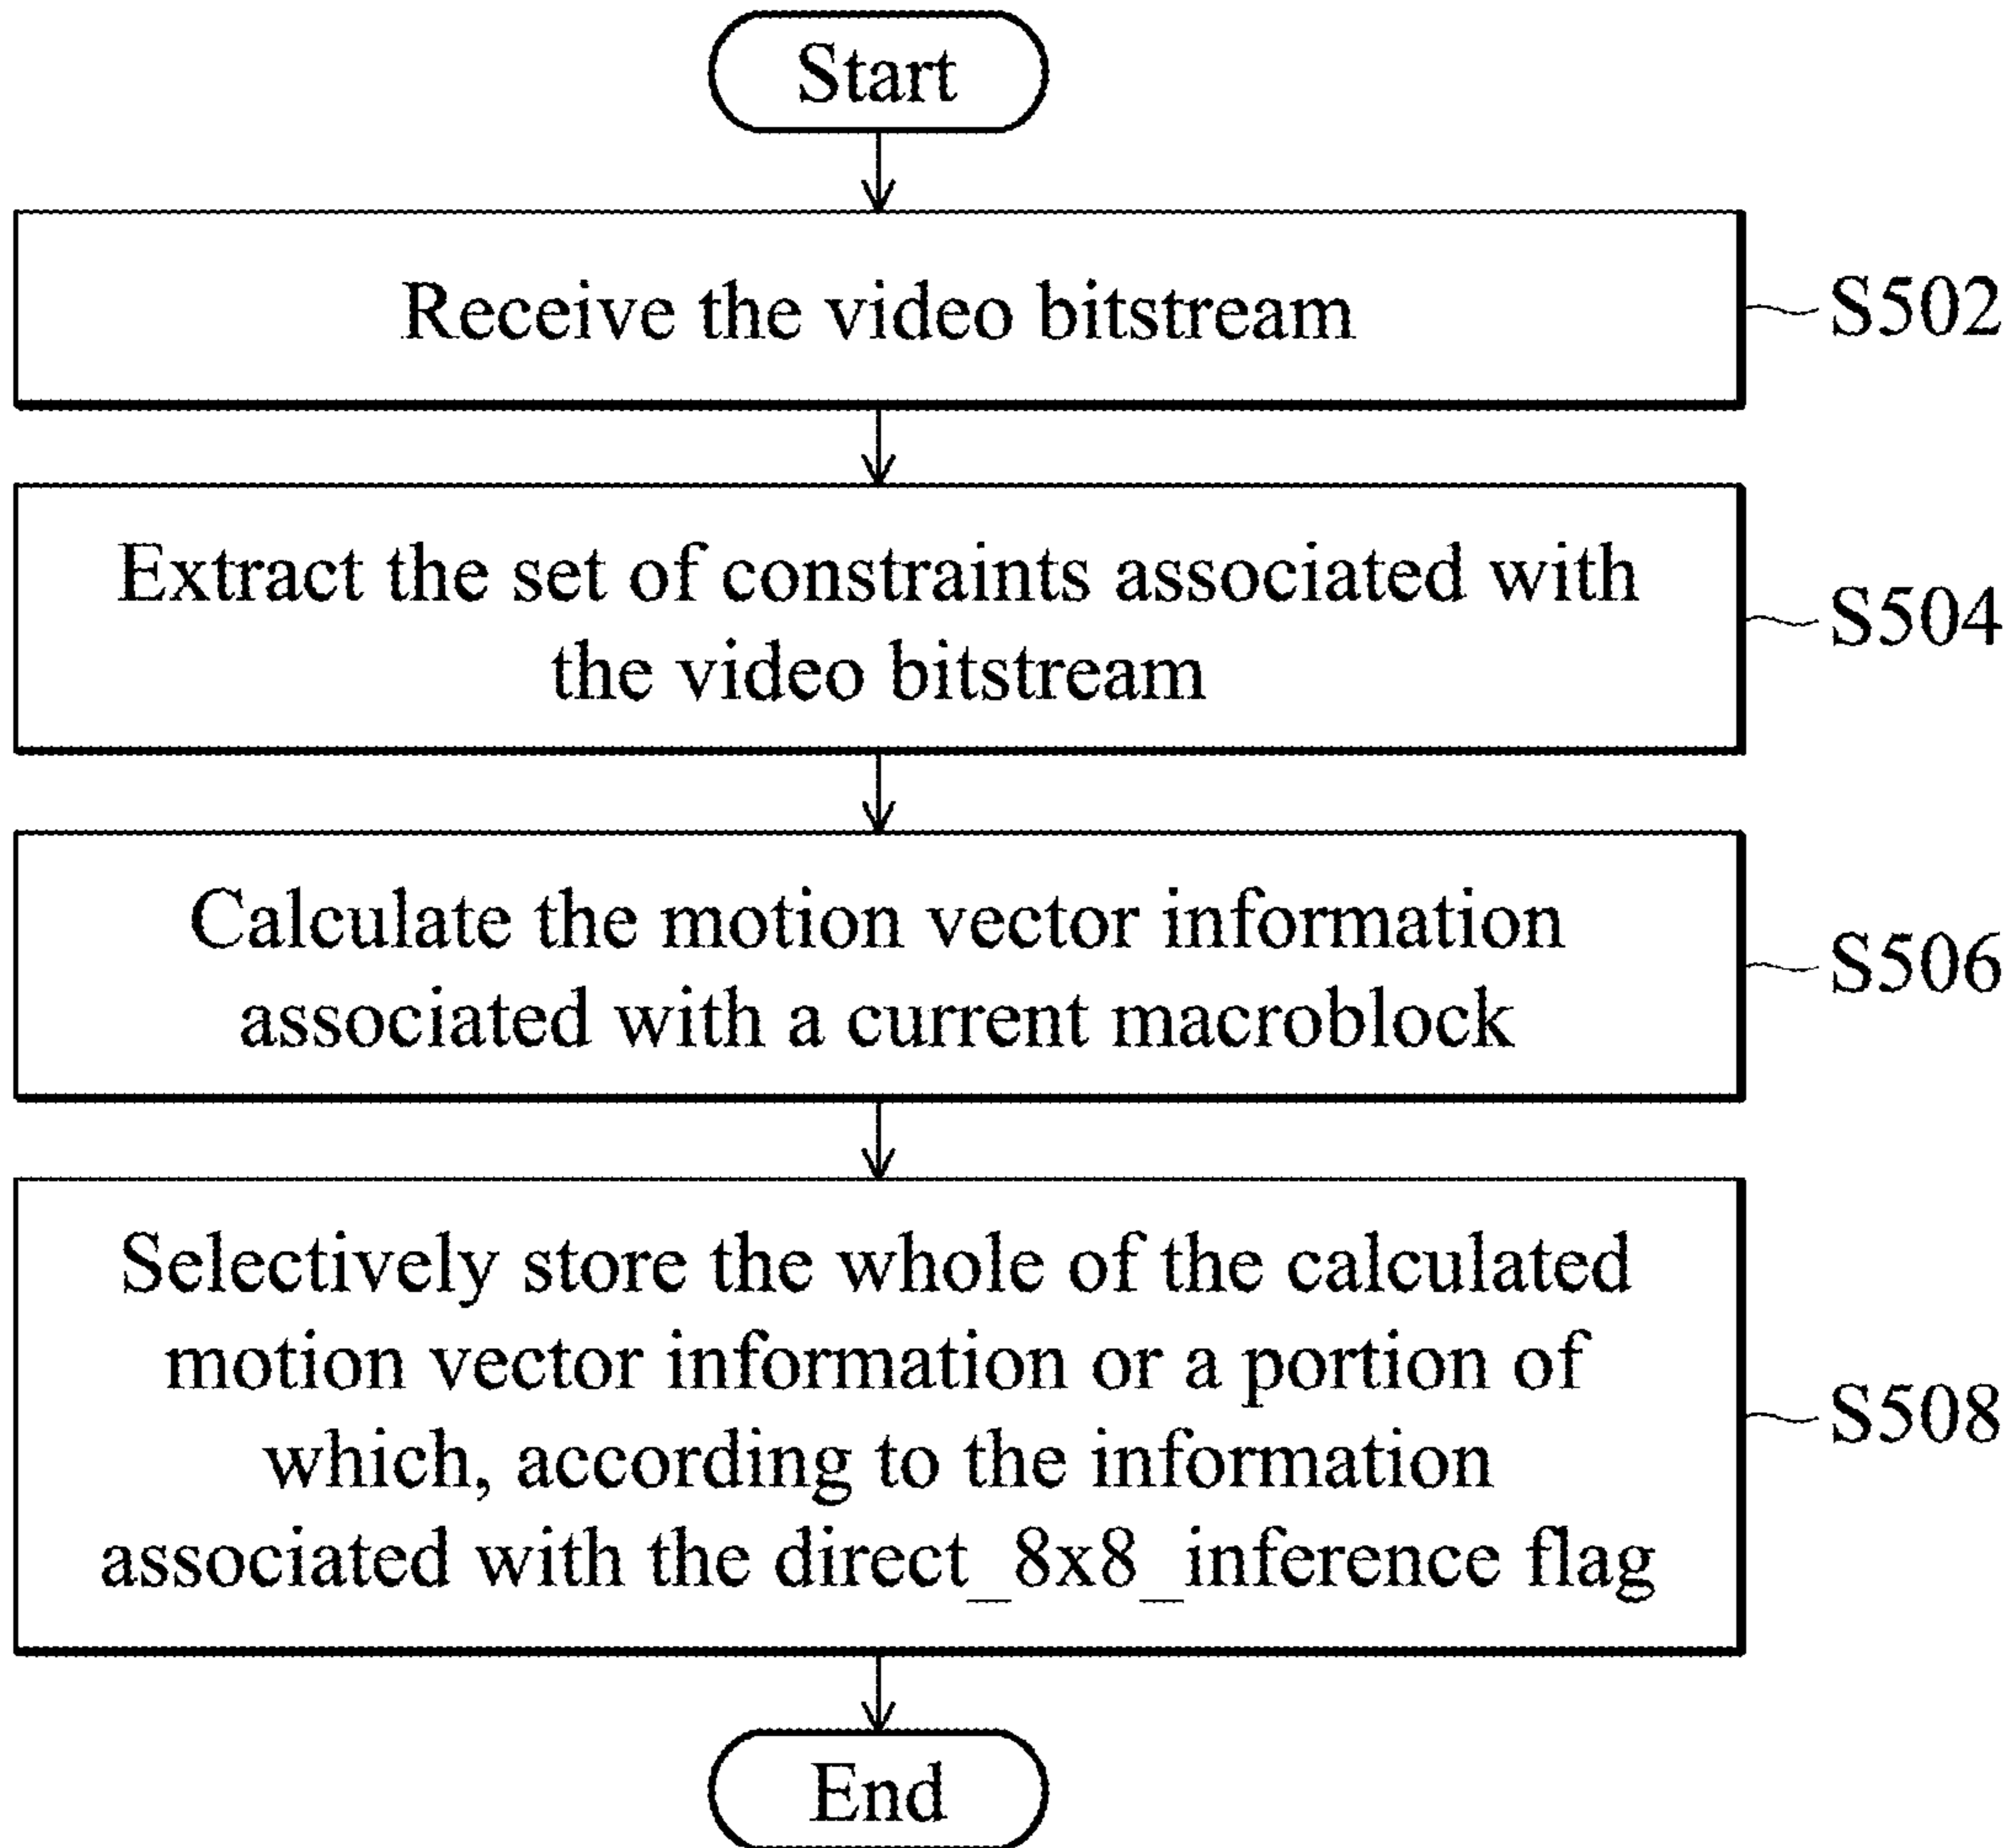 Start
Receive the video bitstream
S502
Extract the set of constraints associated with
the video bitstream
S504
Calculate the motion vector information
associated with a current macroblock
S506
Selectively store the whole of the calculated
motion vector information or a portion of
which, according to the information
associated with the direct_8x8_inference flag
S508
End